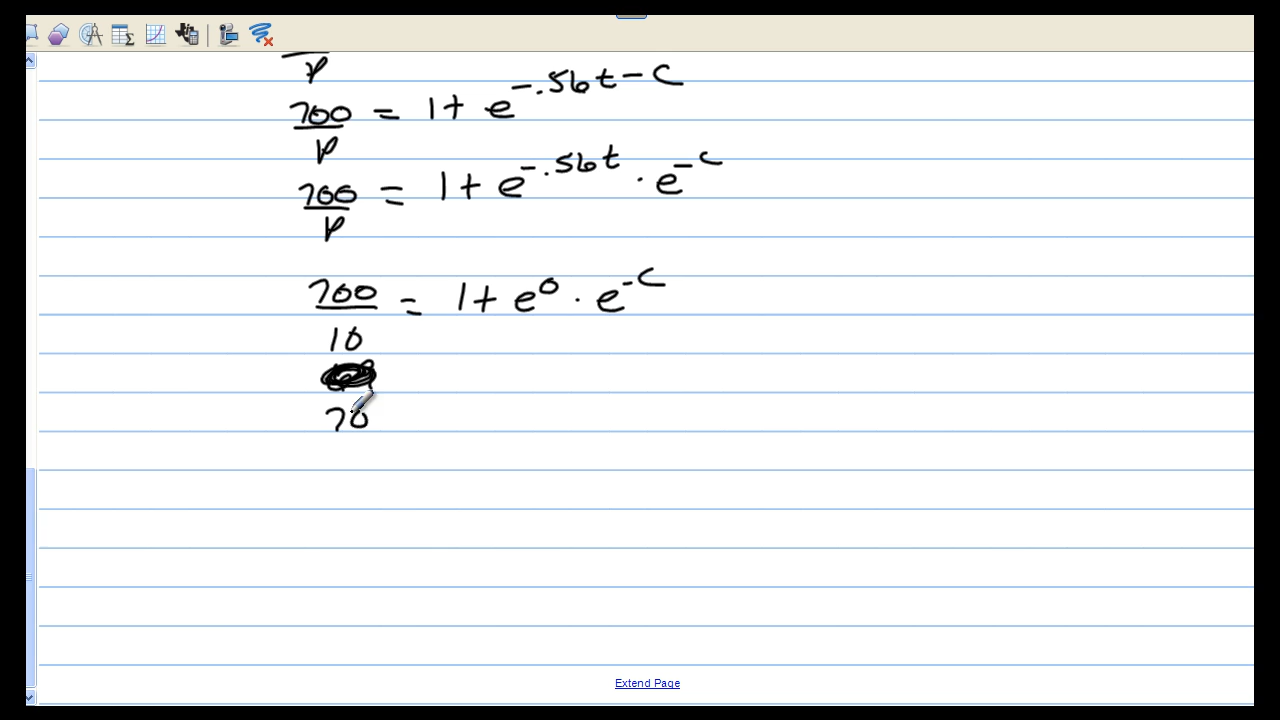 p
700/p = 1 + e^{-.56t-c}
700/p = 1 + e^{-.56t} · e^{-c}
700/10 = 1 + e^0 · e^{-c}
70
Extend Page